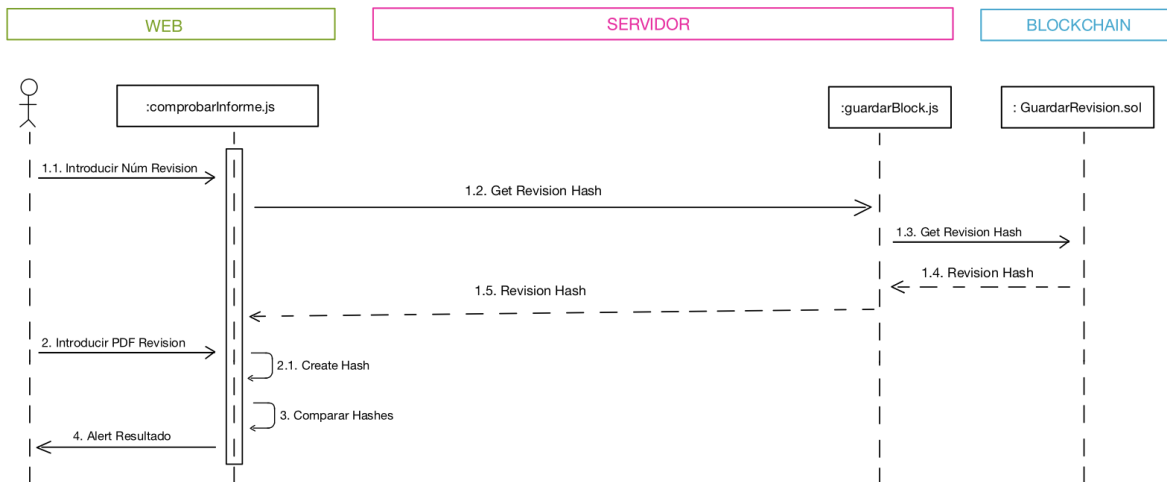 WEB
SERVIDOR
BLOCKCHAIN
:comprobarInforme.js
:guardarBlock.js
: GuardarRevision.sol
1.1. Introducir Núm Revision
1.2. Get Revision Hash
1.3. Get Revision Hash
1.4. Revision Hash
1.5. Revision Hash
2. Introducir PDF Revision
2.1. Create Hash
3. Comparar Hashes
4. Alert Resultado